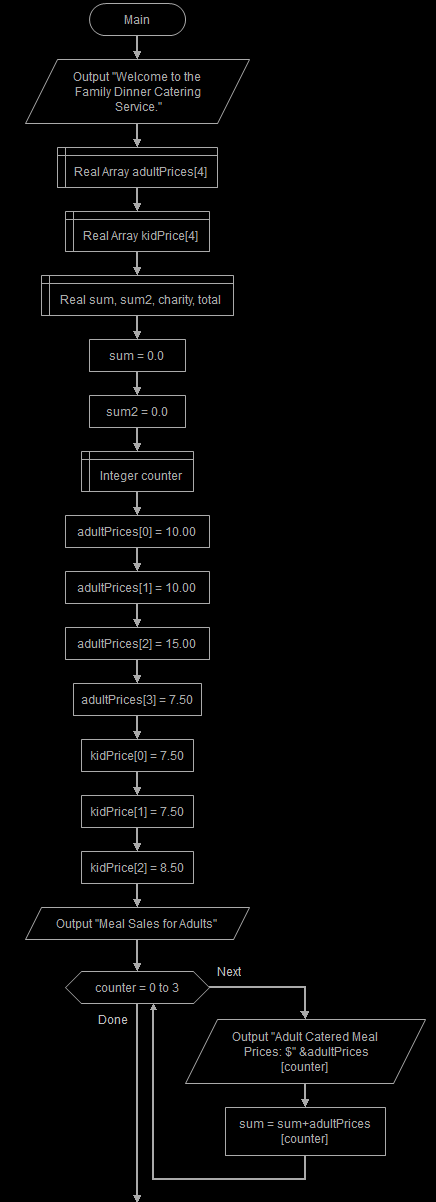 Main
Output "Welcome to the
Family Dinner Catering
Service."
Real Array adultPrices[4]
Real Array kidPrice[4]
Real sum, sum2, charity, total
sum = 0.0
sum2 = 0.0
Integer counter
adultPrices[0] = 10.00
adultPrices[1] = 10.00
adultPrices[2] = 15.00
adultPrices[3] = 7.50
kidPrice[0] = 7.50
kidPrice[1] = 7.50
kidPrice[2] = 8.50
Output "Meal Sales for Adults"
counter = 0 to 3
Next
Done
Output "Adult Catered Meal
Prices: $" &adultPrices
[counter]
sum = sum+adultPrices
[counter]